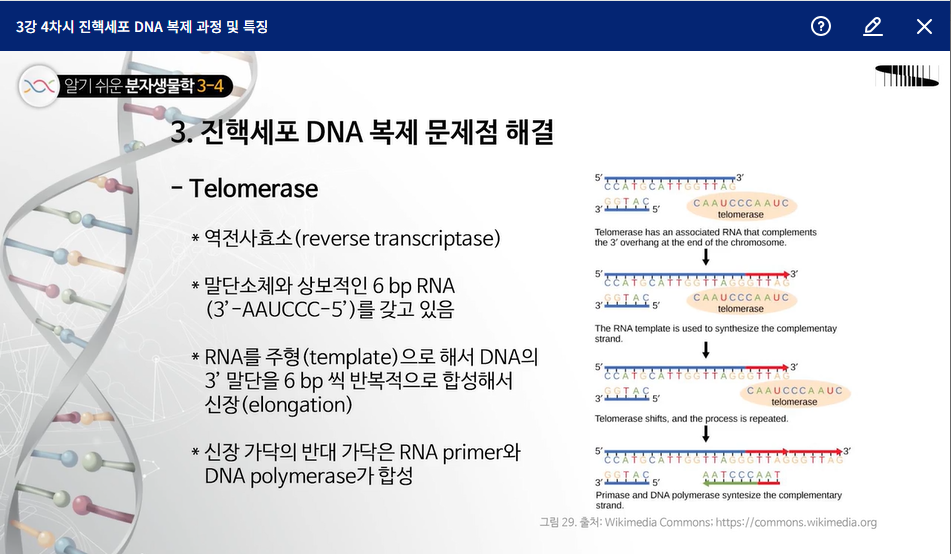 3강 4차시 진핵세포 DNA 복제 과정 및 특징
알기 쉬운 분자생물학 3-4
3. 진핵세포 DNA 복제 문제점 해결
- Telomerase
* 역전사효소(reverse transcriptase)
* 말단소체와 상보적인 6 bp RNA
(3'-AAUCCC-5')를 갖고 있음
* RNA를 주형(template)으로 해서 DNA의
3' 말단을 6 bp 씩 반복적으로 합성해서
신장(elongation)
* 신장 가닥의 반대 가닥은 RNA primer와
DNA polymerase가 합성
5' 3'
CCATGCATTGGTTAG
GGTAC
3' 5'
CAAUCCCAAUC
telomerase
Telomerase has an associated RNA that complements
the 3' overhang at the end of the chromosome.
5' 3'
CCATGCATTGGTTAGGGTTAG
GGTAC
3' 5'
CAAUCCCAAUC
telomerase
The RNA template is used to synthesize the complementay
strand.
5' 3'
CCATGCATTGGTTAGGGTTAG
GGTAC
3' 5'
CAAUCCCAAUC
telomerase
Telomerase shifts, and the process is repeated.
5' 3'
CCATGCATTGGTTAGGGTTAGGGTTAG
GGTAC
3' 5'
AATCCCAAT
Primase and DNA polymerase syntesize the complementary
strand.
그림 29. 출처: Wikimedia Commons; https://commons.wikimedia.org